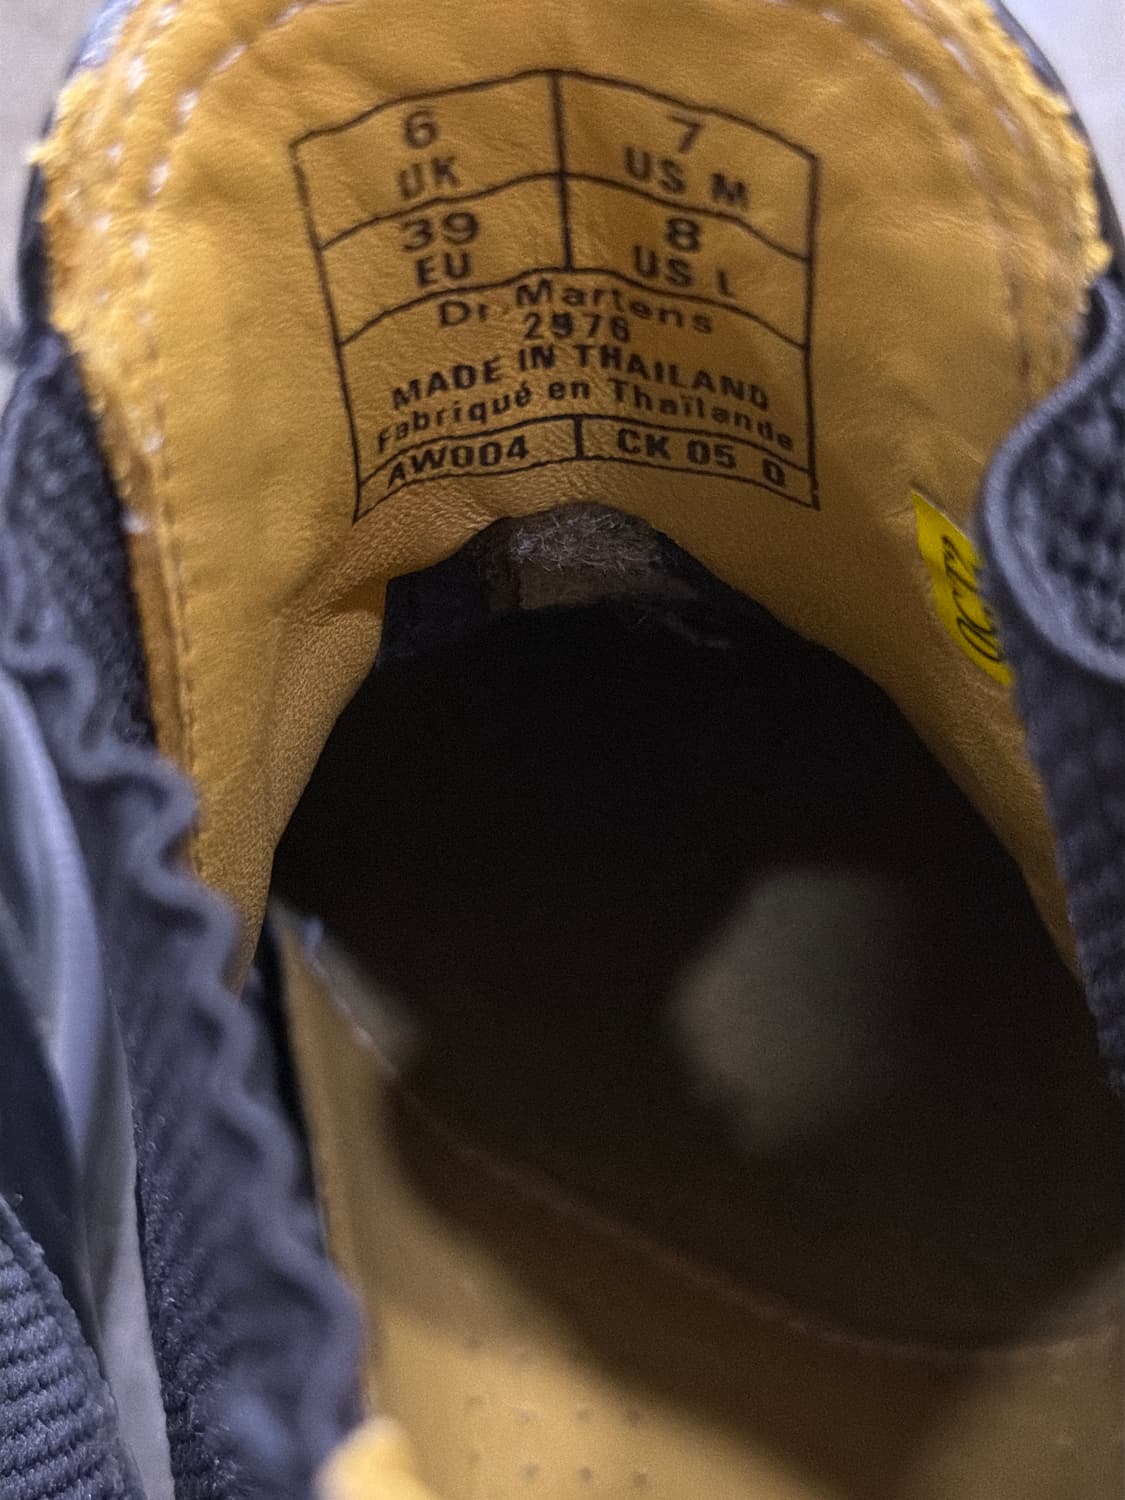 6 7
UK US M
39 8
EU US L
Dr. Martens
2976
MADE IN THAILAND
Fabriqué en Thaïlande
AW004 CK 05 O